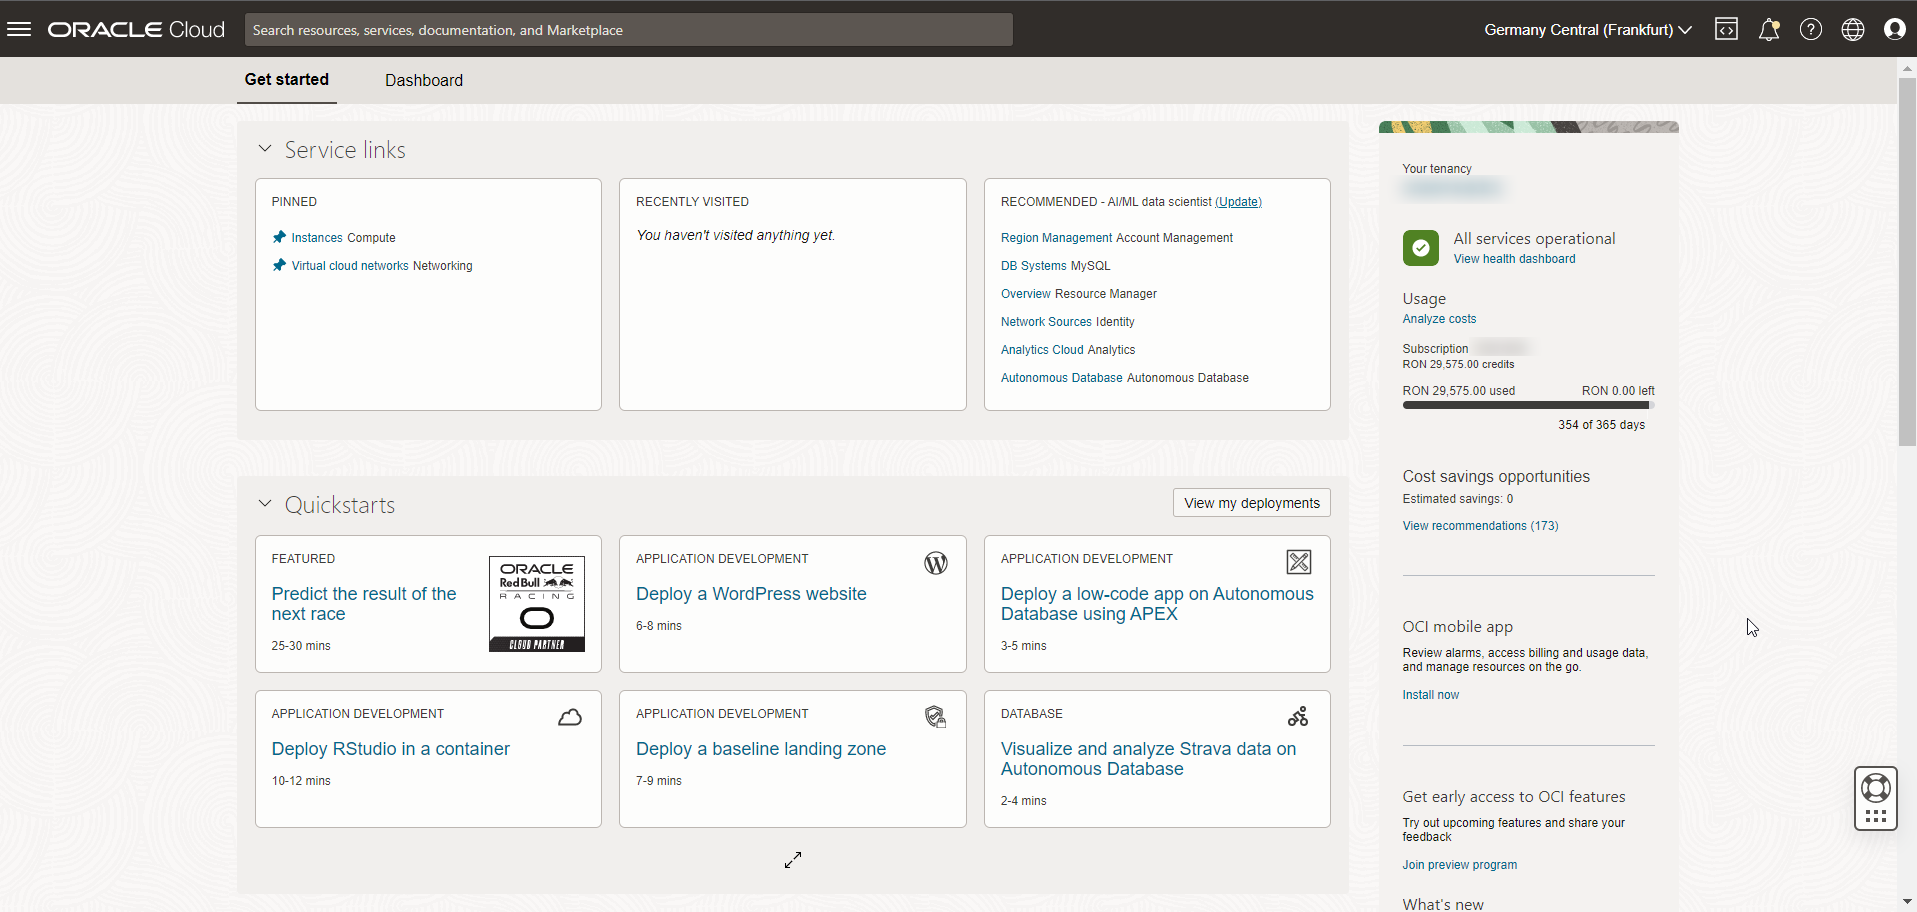 ORACLE Cloud
Search resources, services, documentation, and Marketplace
Germany Central (Frankfurt)
Get started
Dashboard
Service links
PINNED
Instances Compute
Virtual cloud networks Networking
RECENTLY VISITED
You haven't visited anything yet.
RECOMMENDED - AI/ML data scientist (Update)
Region Management Account Management
DB Systems MySQL
Overview Resource Manager
Network Sources Identity
Analytics Cloud Analytics
Autonomous Database Autonomous Database
Quickstarts
View my deployments
FEATURED
Predict the result of the
next race
25-30 mins
ORACLE
Red Bull
RACING
CLOUD PARTNER
APPLICATION DEVELOPMENT
Deploy a WordPress website
6-8 mins
APPLICATION DEVELOPMENT
Deploy a low-code app on Autonomous
Database using APEX
3-5 mins
APPLICATION DEVELOPMENT
Deploy RStudio in a container
10-12 mins
APPLICATION DEVELOPMENT
Deploy a baseline landing zone
7-9 mins
DATABASE
Visualize and analyze Strava data on
Autonomous Database
2-4 mins
Your tenancy
All services operational
View health dashboard
Usage
Analyze costs
Subscription
RON 29,575.00 credits
RON 29,575.00 used
RON 0.00 left
354 of 365 days
Cost savings opportunities
Estimated savings: 0
View recommendations (173)
OCI mobile app
Review alarms, access billing and usage data,
and manage resources on the go.
Install now
Get early access to OCI features
Try out upcoming features and share your
feedback
Join preview program
What's new